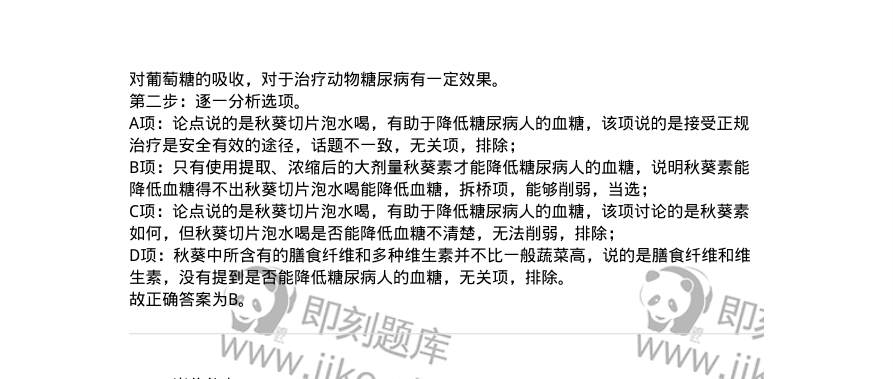 对葡萄糖的吸收，对于治疗动物糖尿病有一定效果。
第二步：逐一分析选项。
A项：论点说的是秋葵切片泡水喝，有助于降低糖尿病人的血糖，该项说的是接受正规
治疗是安全有效的途径，话题不一致，无关项，排除；
B项：只有使用提取、浓缩后的大剂量秋葵素才能降低糖尿病人的血糖，说明秋葵素能
降低血糖得不出秋葵切片泡水喝能降低血糖，拆桥项，能够削弱，当选；
C项：论点说的是秋葵切片泡水喝，有助于降低糖尿病人的血糖，该项讨论的是秋葵素
如何，但秋葵切片泡水喝是否能降低血糖不清楚，无法削弱，排除；
D项：秋葵中所含有的膳食纤维和多种维生素并不比一般蔬菜高，说的是膳食纤维和维
生素，没有提到是否能降低糖尿病人的血糖，无关项，排除。
故正确答案为B。
即刻题库
www.jike
即刻
www.ji